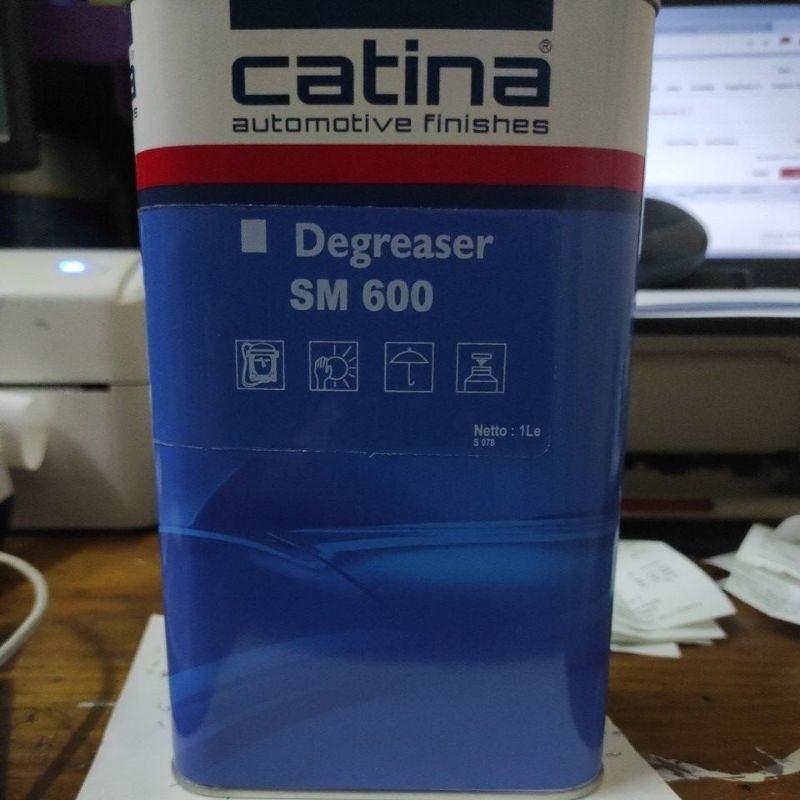 catina®
automotive finishes
Degreaser
SM 600
Netto : 1Le
S 078